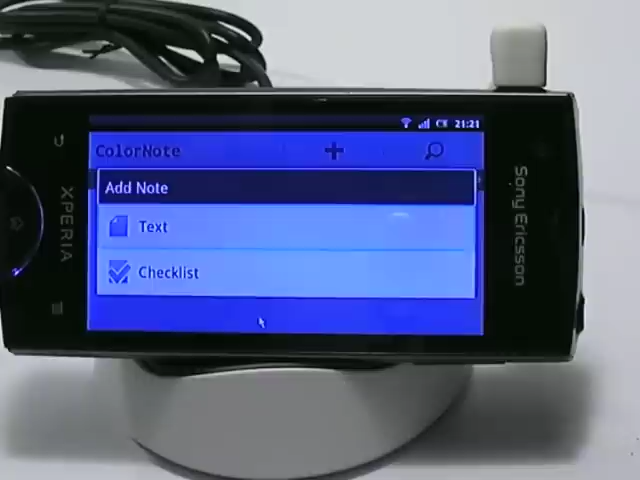 21:21
ColorNote
Add Note
Text
Checklist
XPERIA
Sony Ericsson